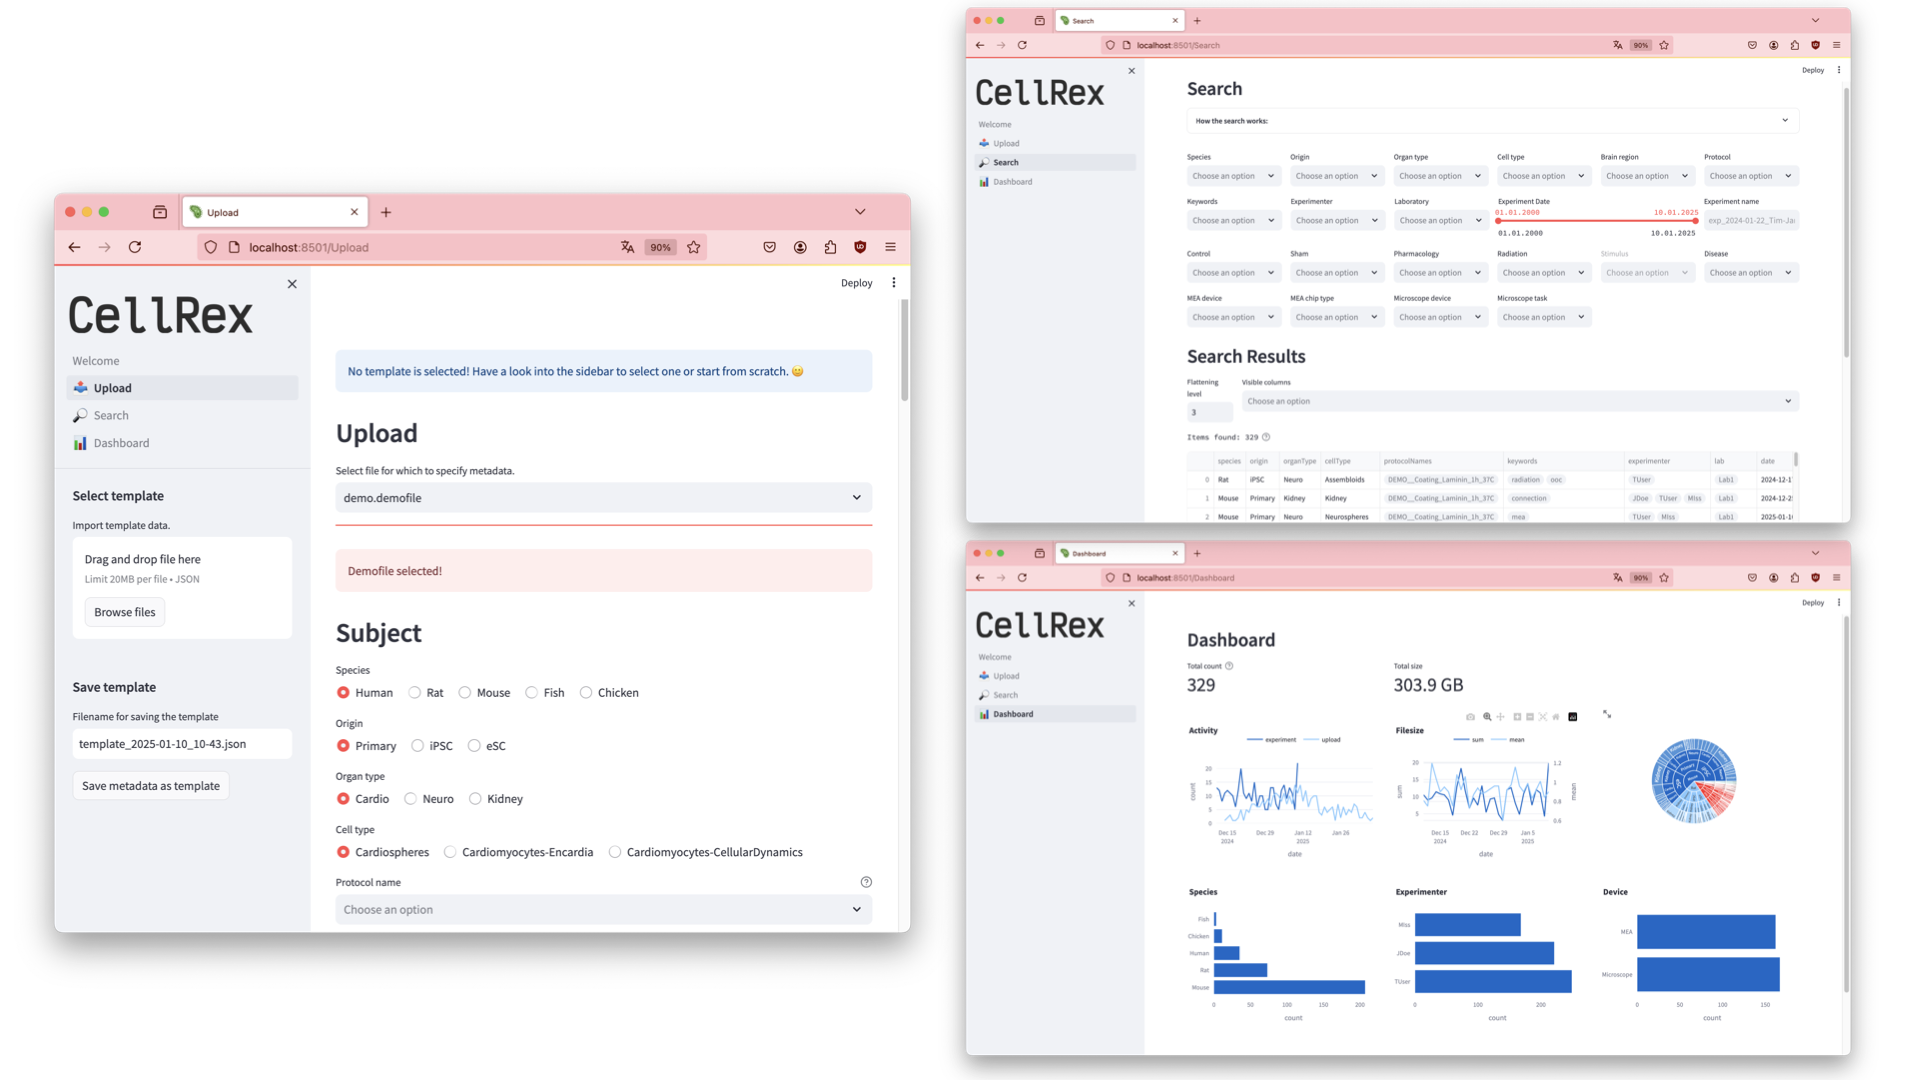 Upload
localhost:8501/Upload
90%
CellRex
Welcome
Upload
Search
Dashboard
Select template
Import template data.
Drag and drop file here
Limit 20MB per file • JSON
Browse files
Save template
Filename for saving the template
template_2025-01-10_10-43.json
Save metadata as template
Deploy
No template is selected! Have a look into the sidebar to select one or start from scratch. 😀
Upload
Select file for which to specify metadata.
demo.demofile
Demofile selected!
Subject
Species
Human Rat Mouse Fish Chicken
Origin
Primary iPSC eSC
Organ type
Cardio Neuro Kidney
Cell type
Cardiospheres Cardiomyocytes-Encardia Cardiomyocytes-CellularDynamics
Protocol name
Choose an option
Search
localhost:8501/Search
90%
CellRex
Welcome
Upload
Search
Dashboard
Deploy
Search
How the search works:
Species Origin Organ type Cell type Brain region Protocol
Choose an option Choose an option Choose an option Choose an option Choose an option Choose an option
Keywords Experimenter Laboratory Experiment Date Experiment name
01.01.2000 10.01.2025
Choose an option Choose an option Choose an option exp_2024-01-22_Tim-Ja
01.01.2000 10.01.2025
Control Sham Pharmacology Radiation Stimulus Disease
Choose an option Choose an option Choose an option Choose an option Choose an option Choose an option
MEA device MEA chip type Microscope device Microscope task
Choose an option Choose an option Choose an option Choose an option
Search Results
Flattening level
Visible columns
3
Choose an option
Items found: 329
species origin organType cellType protocolNames keywords experimenter lab date
0 Rat iPSC Neuro Assembloids DEMO__Coating_Laminin_1h_37C radiation ooc TUser Lab1 2024-12-1
1 Mouse Primary Kidney Kidney DEMO__Coating_Laminin_1h_37C connection JDoe TUser MIss Lab1 2024-12-2
2 Mouse Primary Neuro Neurospheres DEMO__Coating_Laminin_1h_37C mea TUser MIss Lab1 2025-01-1
Dashboard
localhost:8501/Dashboard
90%
CellRex
Welcome
Upload
Search
Dashboard
Deploy
Dashboard
Total count Total size
329 303.9 GB
Activity
experiment upload
20
15
10
5
0
count
Dec 15 Dec 29 Jan 12 Jan 26
2024 2025
date
Filesize
sum mean
20
15
10
5
sum
1.2
1
0.8
0.6
mean
Dec 15 Dec 22 Dec 29 Jan 5
2024 2025
date
Species
Fish
Chicken
Human
Rat
Mouse
0 50 100 150 200
count
Experimenter
MIss
JDoe
TUser
0 100 200
count
Device
MEA
Microscope
0 50 100 150
count